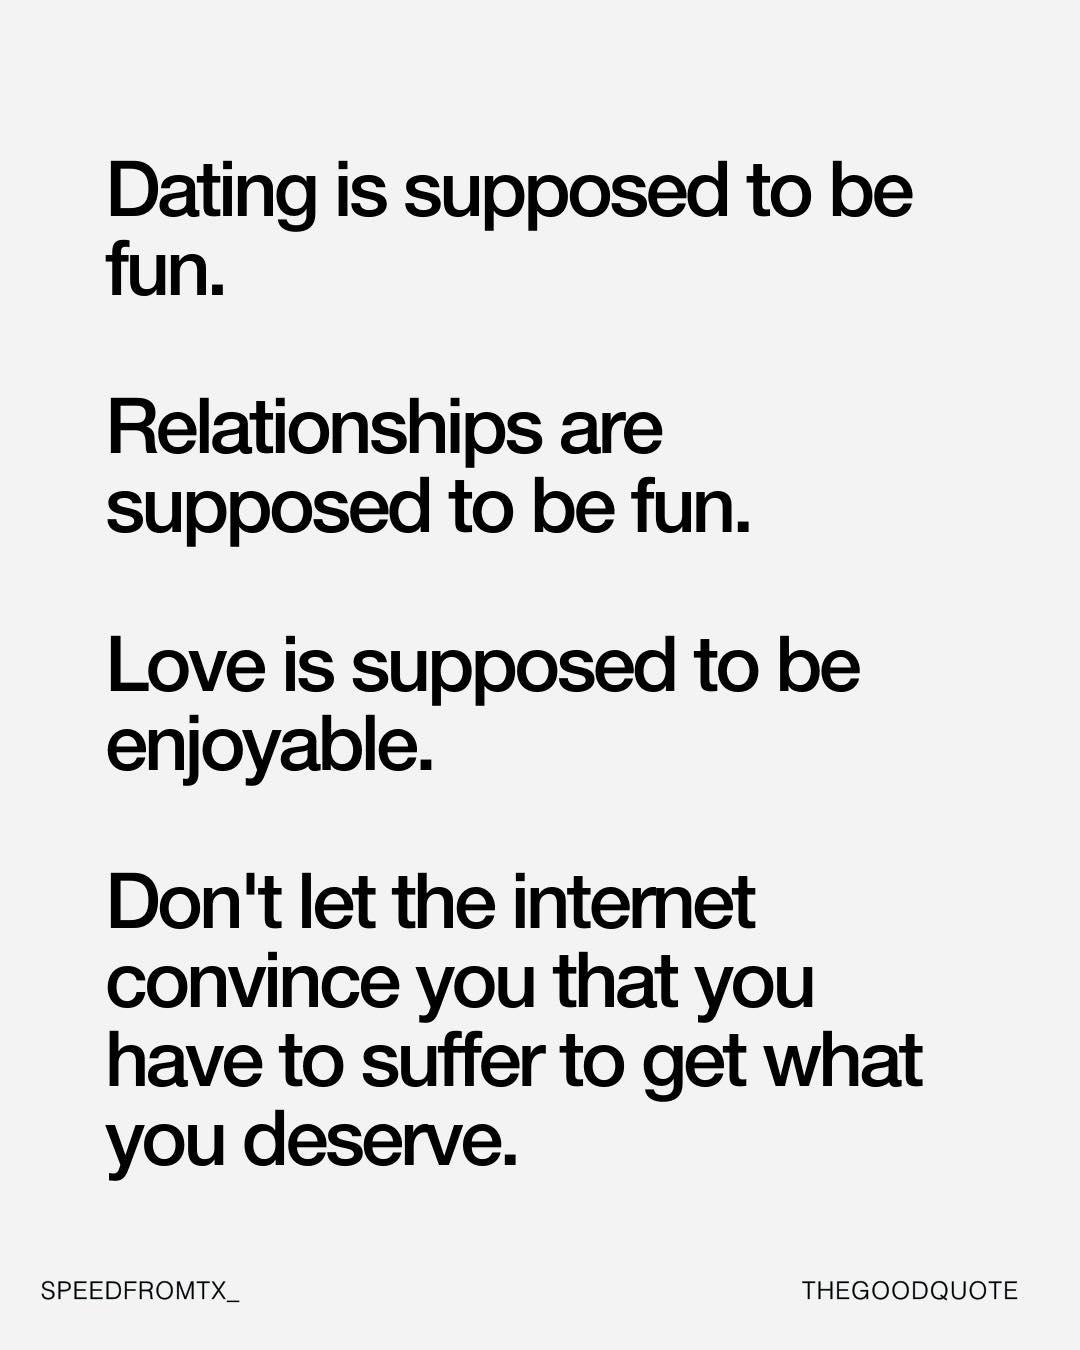 Dating is supposed to be
fun.
Relationships are
supposed to be fun.
Love is supposed to be
enjoyable.
Don't let the internet
convince you that you
have to suffer to get what
you deserve.
SPEEDFROMTX_
THEGOODQUOTE